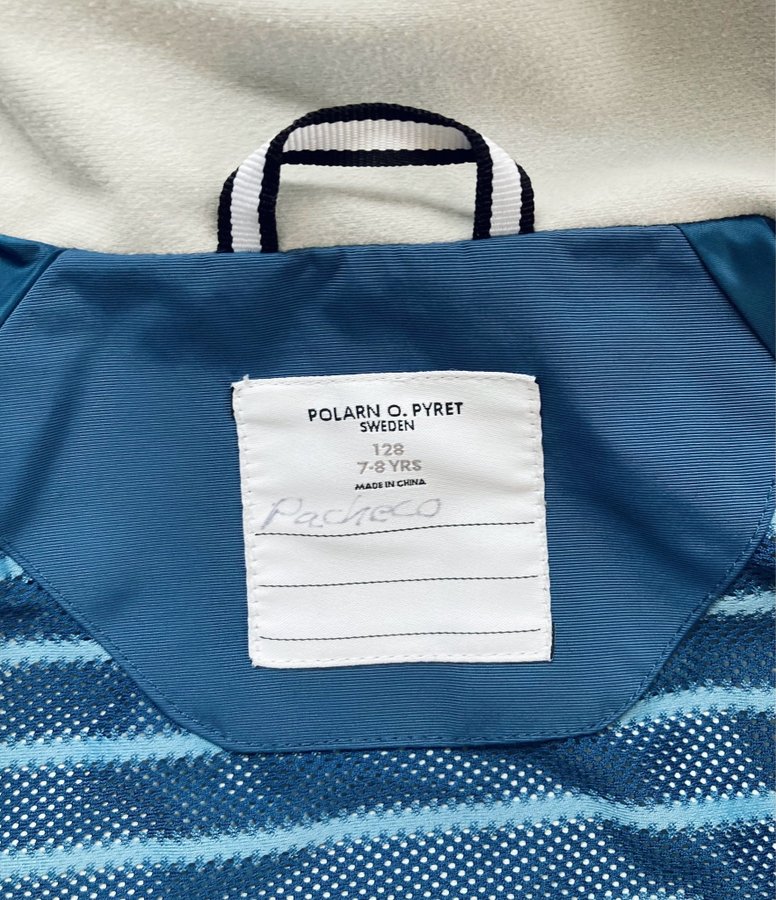 POLARN O. PYRET
SWEDEN
128
7-8 YRS
MADE IN CHINA
Pacheco